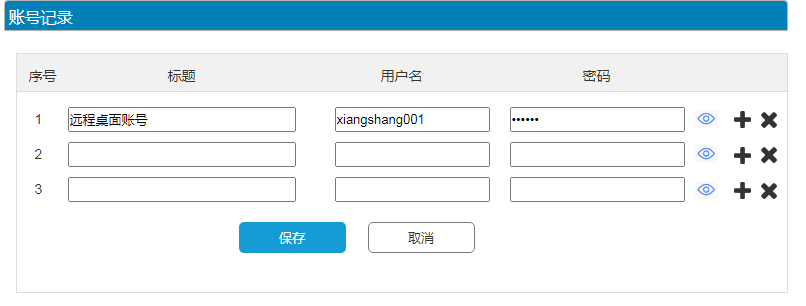 账号记录
序号 标题 用户名 密码
1 远程桌面账号 xiangshang001 ••••••
2
3
保存 取消